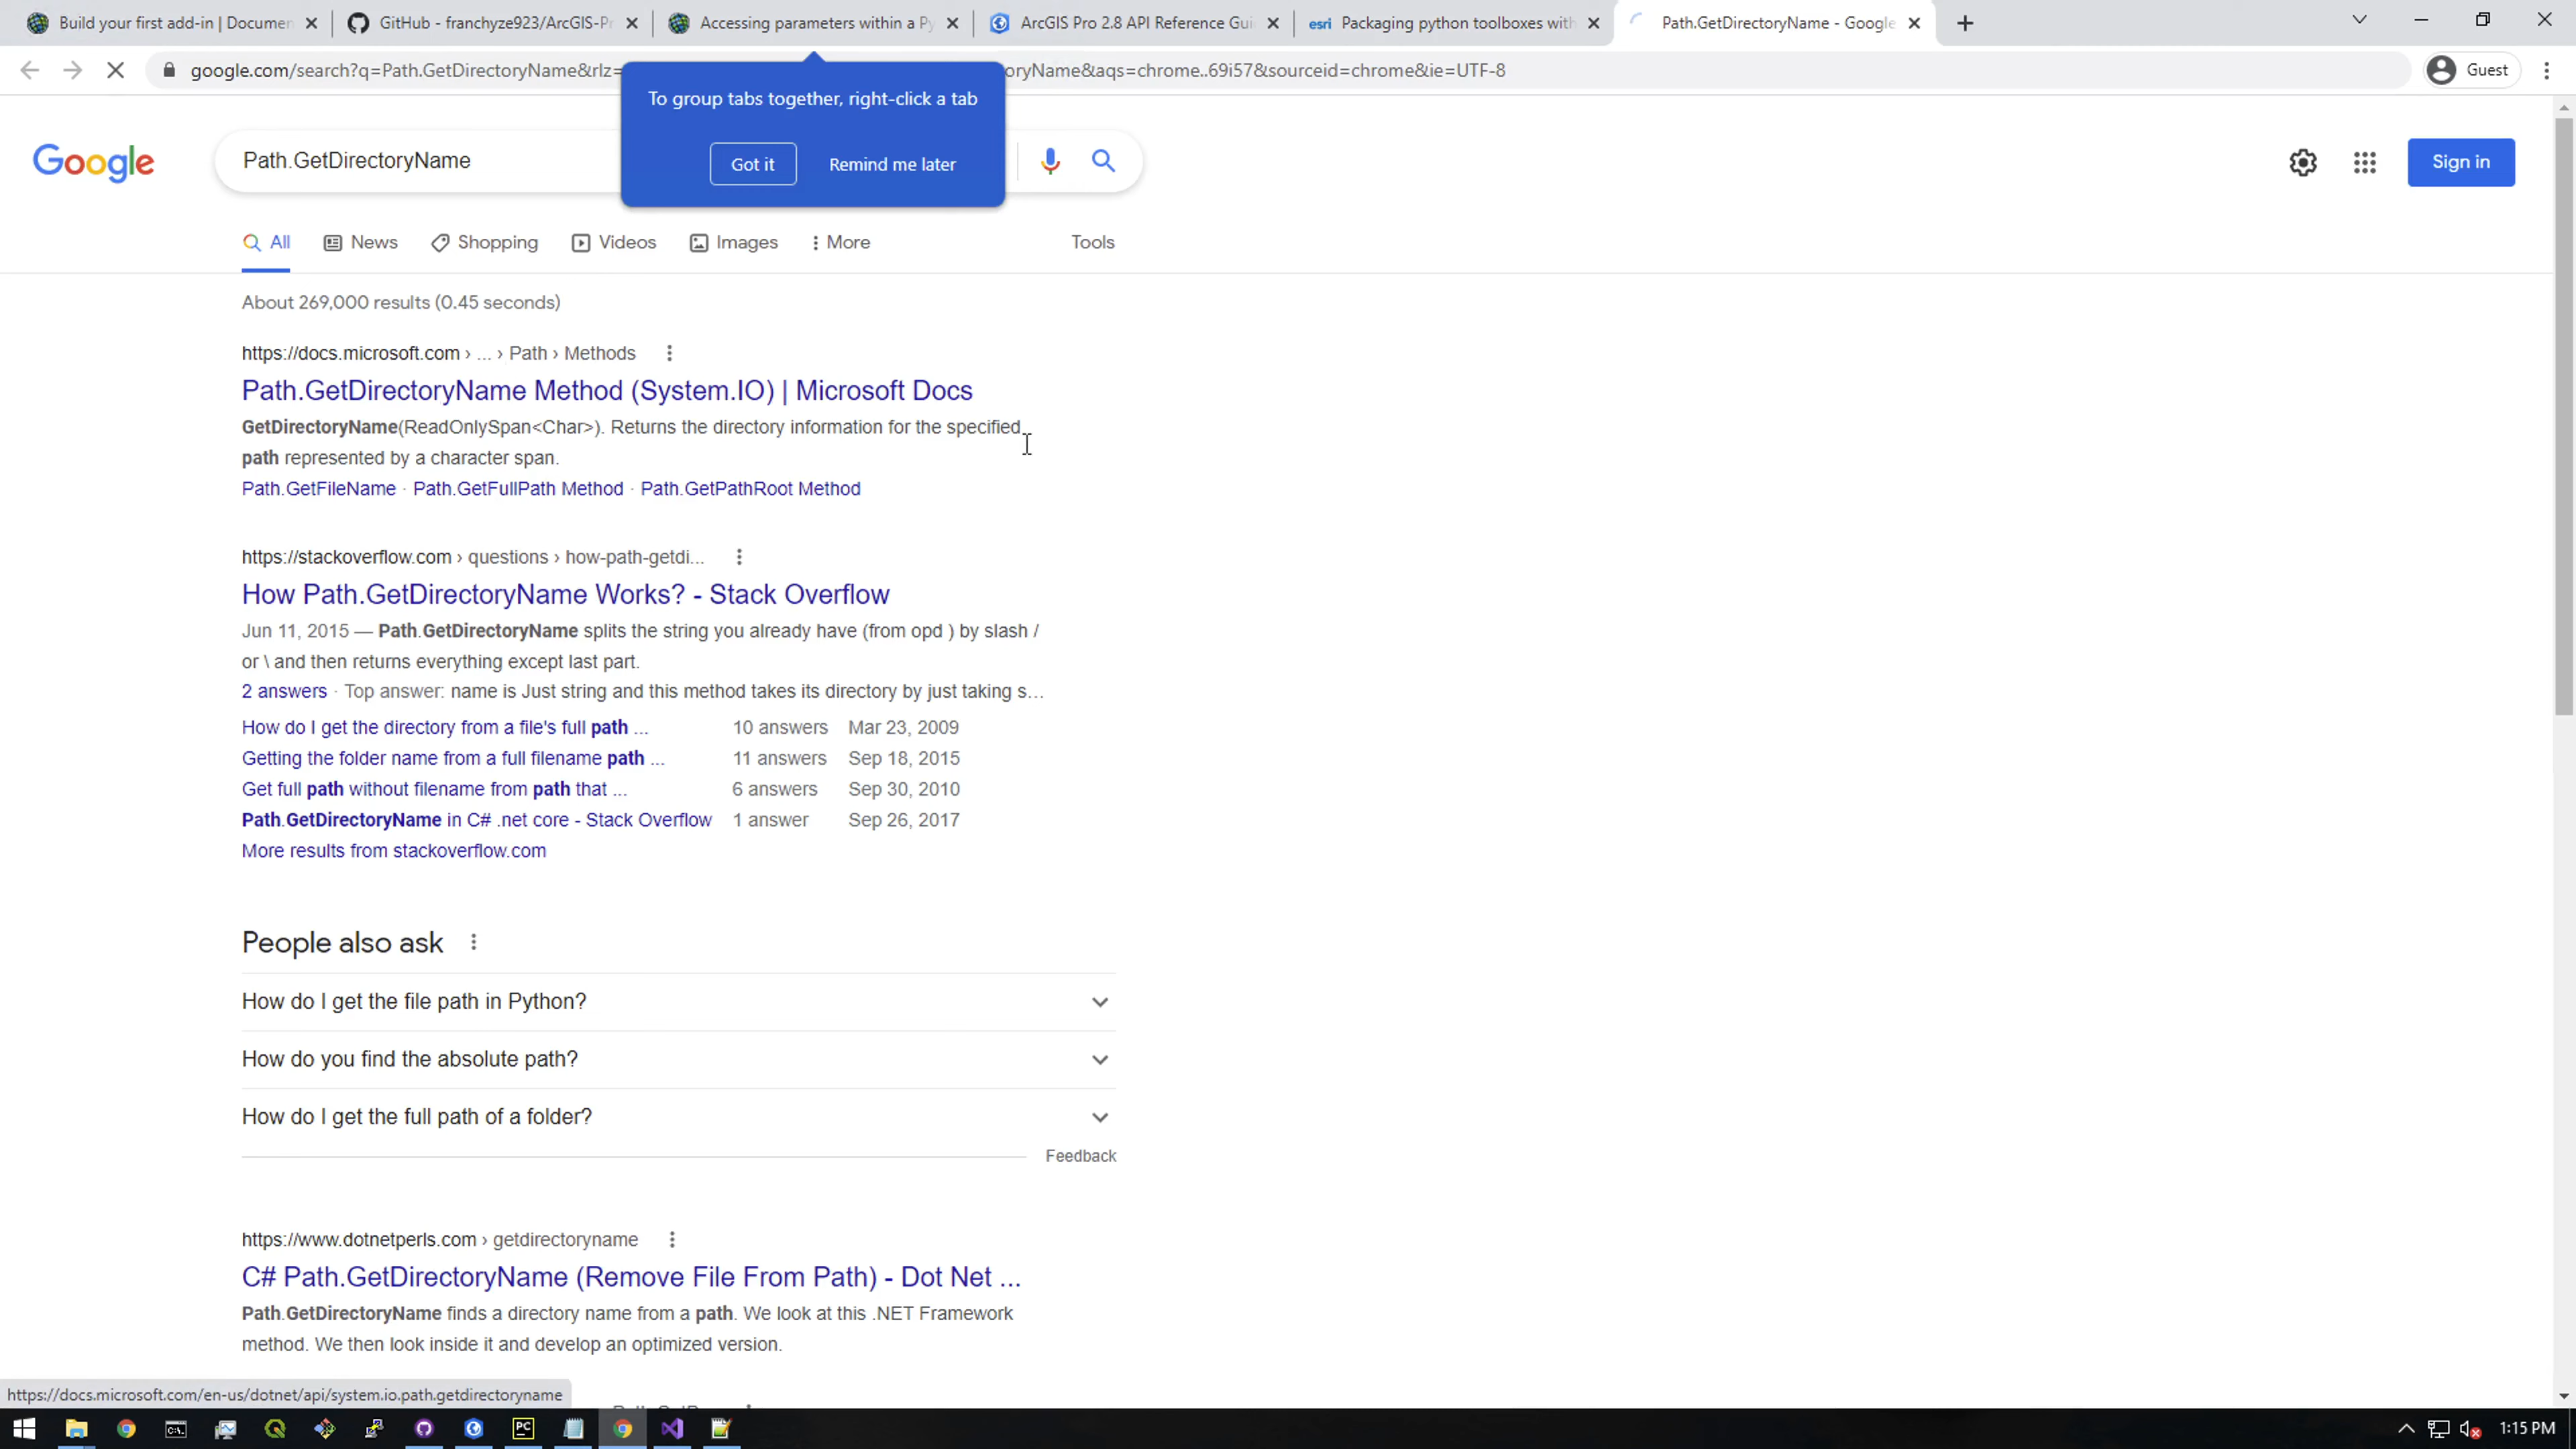 Build your first add-in | Documen
GitHub - franchyze923/ArcGIS-Pr
Accessing parameters within a Py
ArcGIS Pro 2.8 API Reference Gui
esri Packaging python toolboxes with
Path.GetDirectoryName - Google
google.com/search?q=Path.GetDirectoryName&rlz= oryName&aqs=chrome..69i57&sourceid=chrome&ie=UTF-8
Guest
To group tabs together, right-click a tab
Got it Remind me later
Google
Path.GetDirectoryName
Sign in
All News Shopping Videos Images More Tools
About 269,000 results (0.45 seconds)
https://docs.microsoft.com › ... › Path › Methods
Path.GetDirectoryName Method (System.IO) | Microsoft Docs
GetDirectoryName(ReadOnlySpan<Char>). Returns the directory information for the specified
path represented by a character span.
Path.GetFileName · Path.GetFullPath Method · Path.GetPathRoot Method
https://stackoverflow.com › questions › how-path-getdi...
How Path.GetDirectoryName Works? - Stack Overflow
Jun 11, 2015 — Path.GetDirectoryName splits the string you already have (from opd ) by slash /
or \ and then returns everything except last part.
2 answers · Top answer: name is Just string and this method takes its directory by just taking s...
How do I get the directory from a file's full path ... 10 answers Mar 23, 2009
Getting the folder name from a full filename path ... 11 answers Sep 18, 2015
Get full path without filename from path that ... 6 answers Sep 30, 2010
Path.GetDirectoryName in C# .net core - Stack Overflow 1 answer Sep 26, 2017
More results from stackoverflow.com
People also ask
How do I get the file path in Python?
How do you find the absolute path?
How do I get the full path of a folder?
Feedback
https://www.dotnetperls.com › getdirectoryname
C# Path.GetDirectoryName (Remove File From Path) - Dot Net ...
Path.GetDirectoryName finds a directory name from a path. We look at this .NET Framework
method. We then look inside it and develop an optimized version.
https://docs.microsoft.com/en-us/dotnet/api/system.io.path.getdirectoryname
PC
1:15 PM